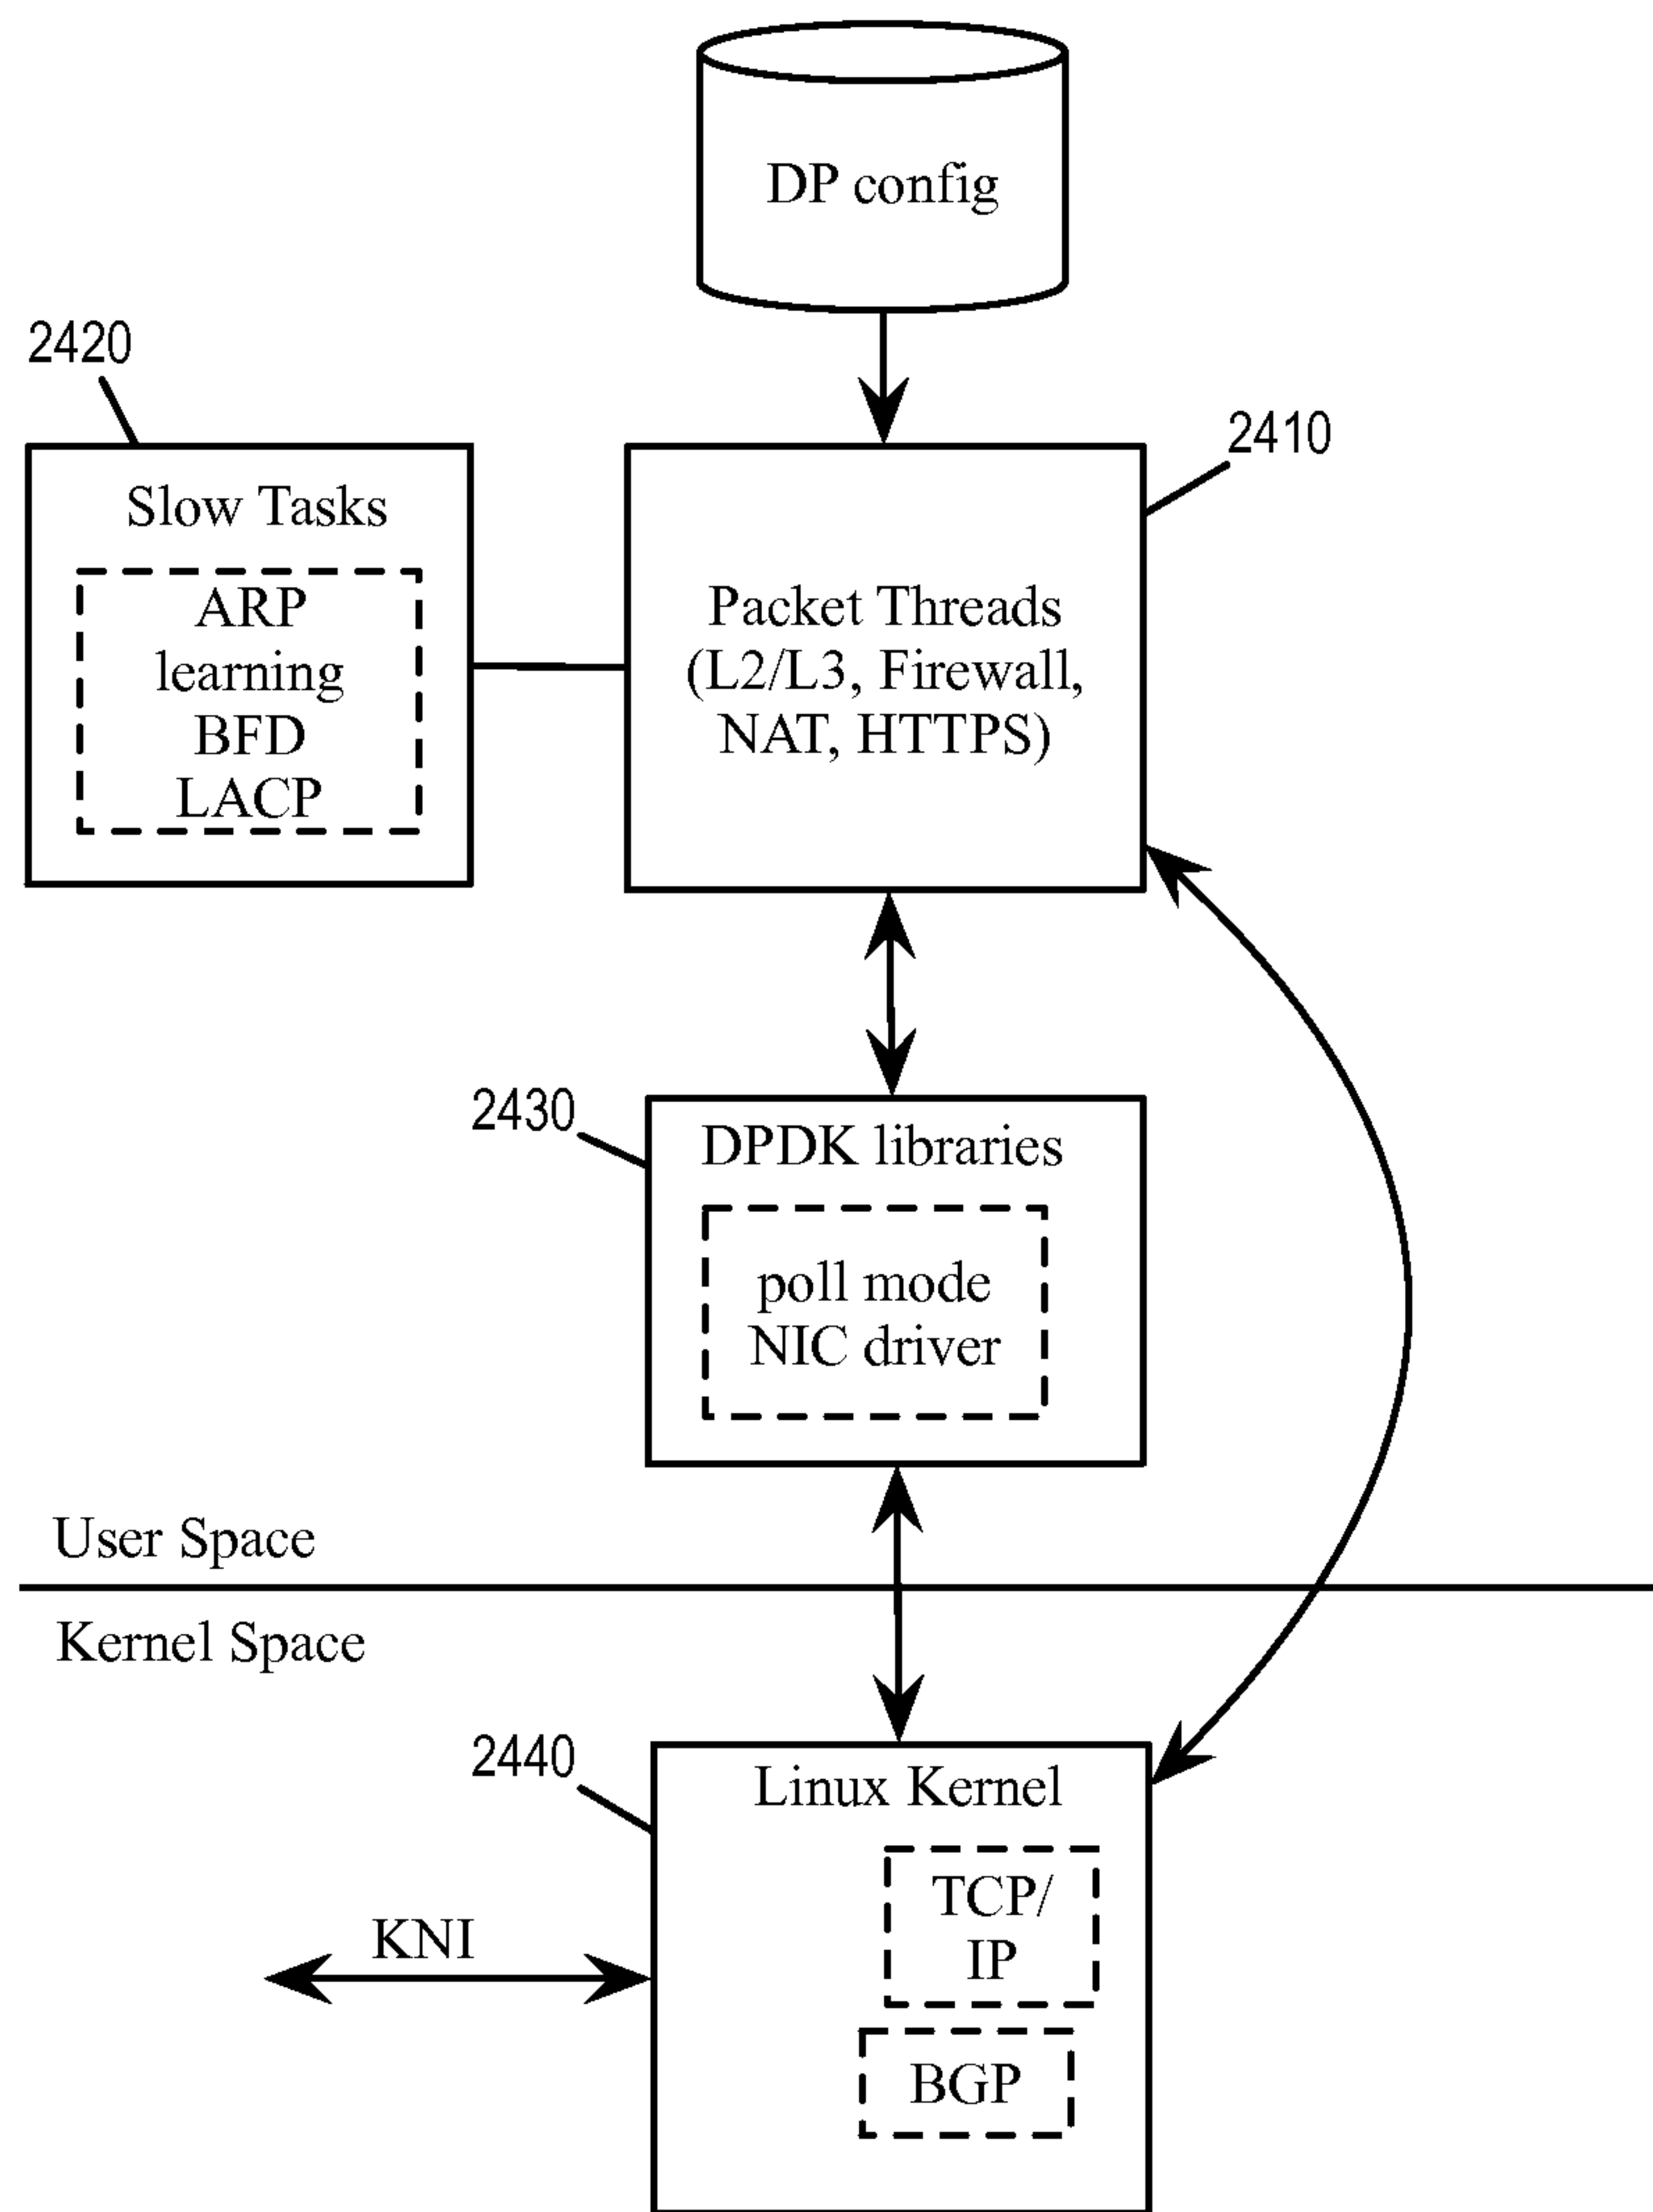 DP config
2420
2410
Slow Tasks
ARP
learning
BFD
LACP
Packet Threads
(L2/L3, Firewall,
NAT, HTTPS)
2430
DPDK libraries
poll mode
NIC driver
User Space
Kernel Space
2440
Linux Kernel
TCP/
IP
KNI
BGP